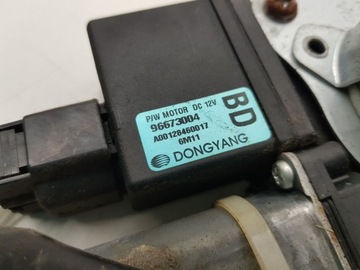 P/W MOTOR DC 12V
96673004
A00128460017
6M11
BD
DONGYANG